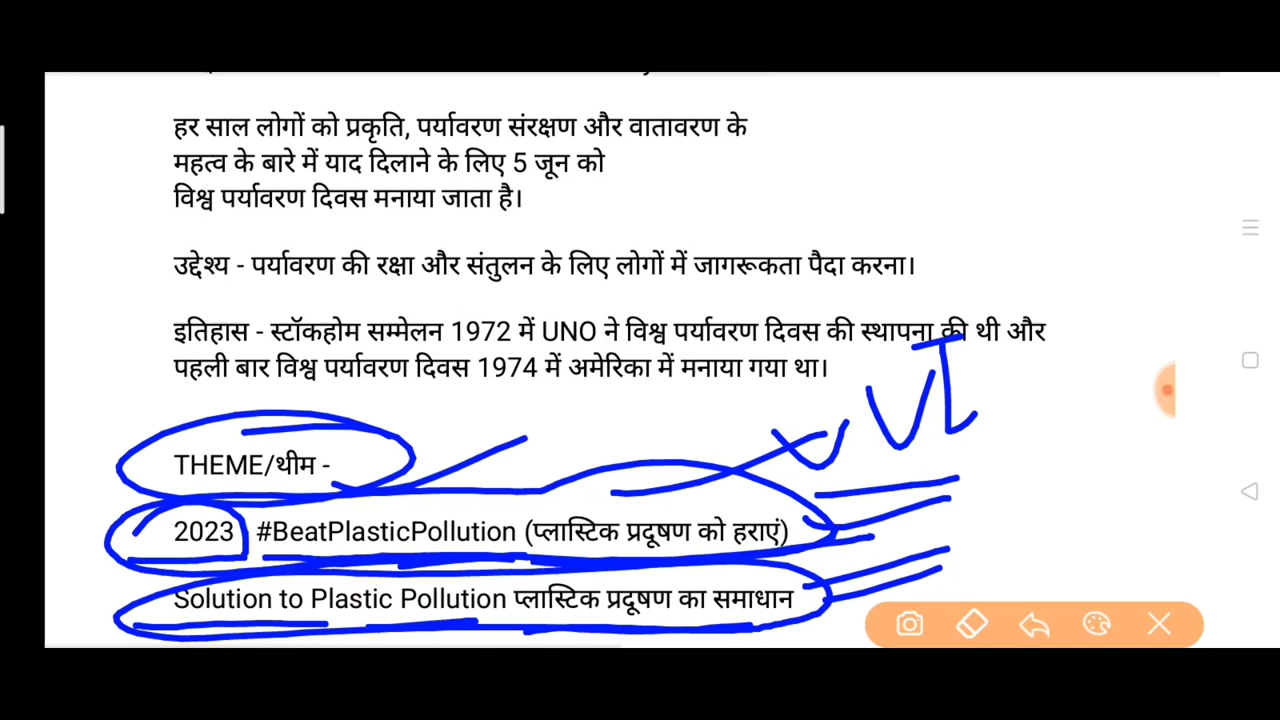 हर साल लोगों को प्रकृति, पर्यावरण संरक्षण और वातावरण के
महत्व के बारे में याद दिलाने के लिए 5 जून को
विश्व पर्यावरण दिवस मनाया जाता है।
उद्देश्य - पर्यावरण की रक्षा और संतुलन के लिए लोगों में जागरूकता पैदा करना।
इतिहास - स्टॉकहोम सम्मेलन 1972 में UNO ने विश्व पर्यावरण दिवस की स्थापना की थी और
पहली बार विश्व पर्यावरण दिवस 1974 में अमेरिका में मनाया गया था।
VVI
THEME/थीम -
2023 #BeatPlasticPollution (प्लास्टिक प्रदूषण को हराएं)
Solution to Plastic Pollution प्लास्टिक प्रदूषण का समाधान